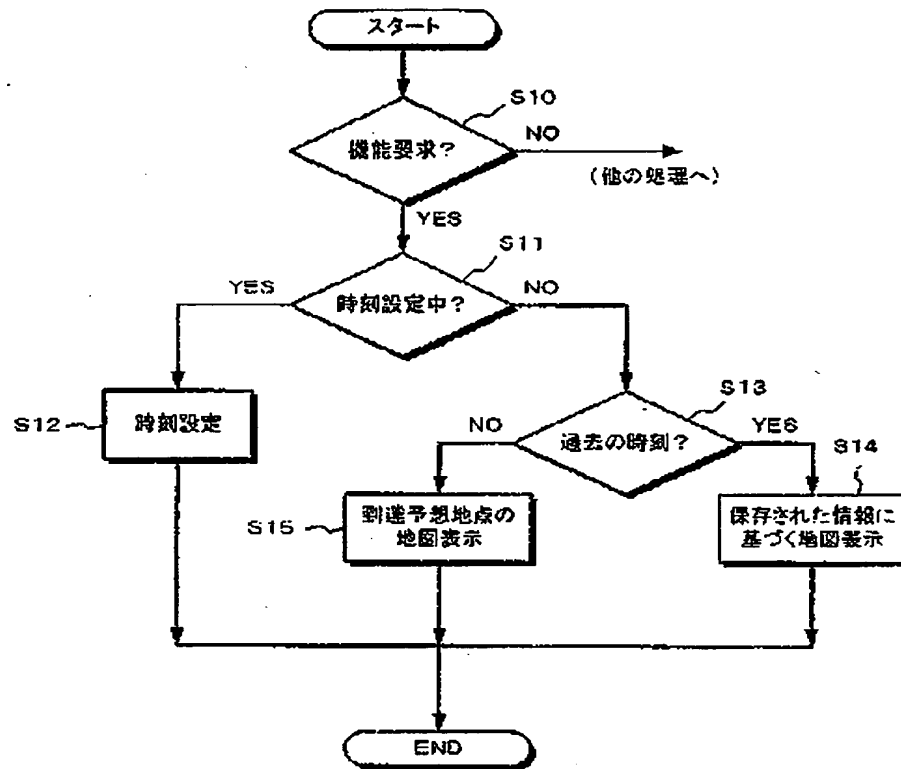 スタート
S10
機能要求?
NO
(他の処理へ)
YES
S11
YES
時刻設定中?
NO
S12
時刻設定
S13
NO
過去の時刻?
YES
S14
S15
到達予想地点の
地図表示
保存された情報に
基づく地図表示
END